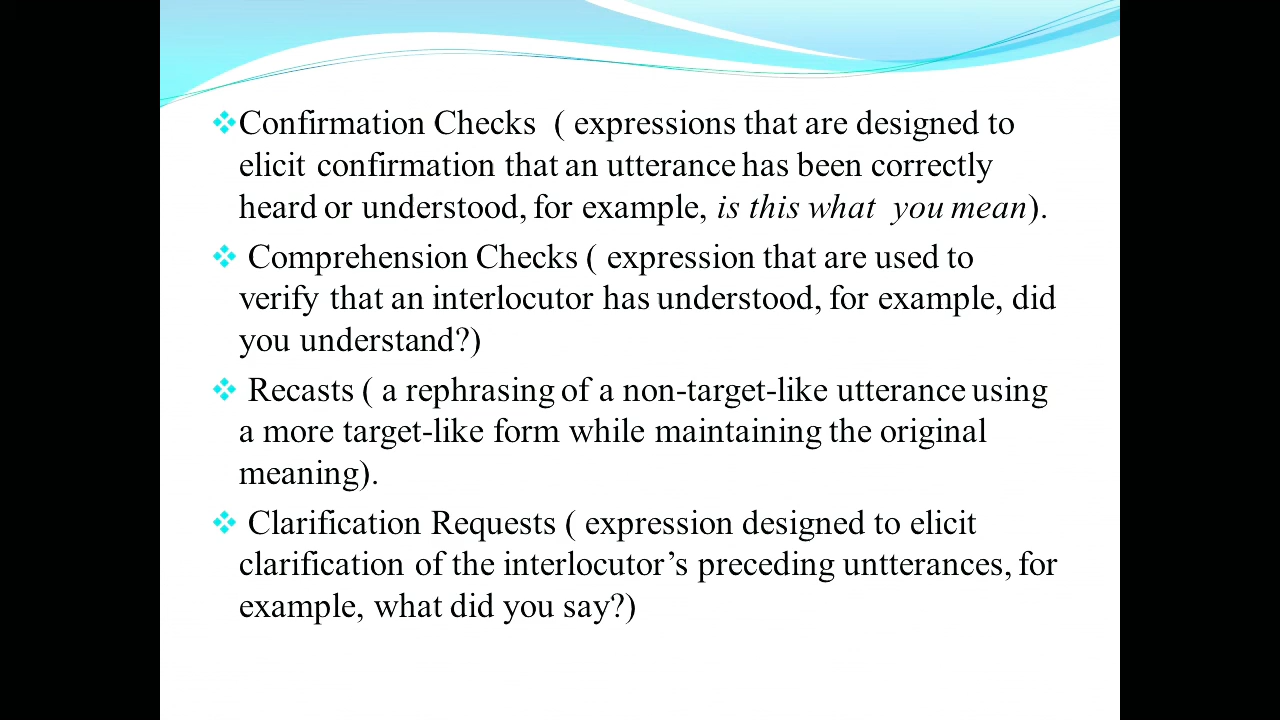 Confirmation Checks ( expressions that are designed to
elicit confirmation that an utterance has been correctly
heard or understood, for example, is this what you mean).
Comprehension Checks ( expression that are used to
verify that an interlocutor has understood, for example, did
you understand?)
Recasts ( a rephrasing of a non-target-like utterance using
a more target-like form while maintaining the original
meaning).
Clarification Requests ( expression designed to elicit
clarification of the interlocutor’s preceding untterances, for
example, what did you say?)